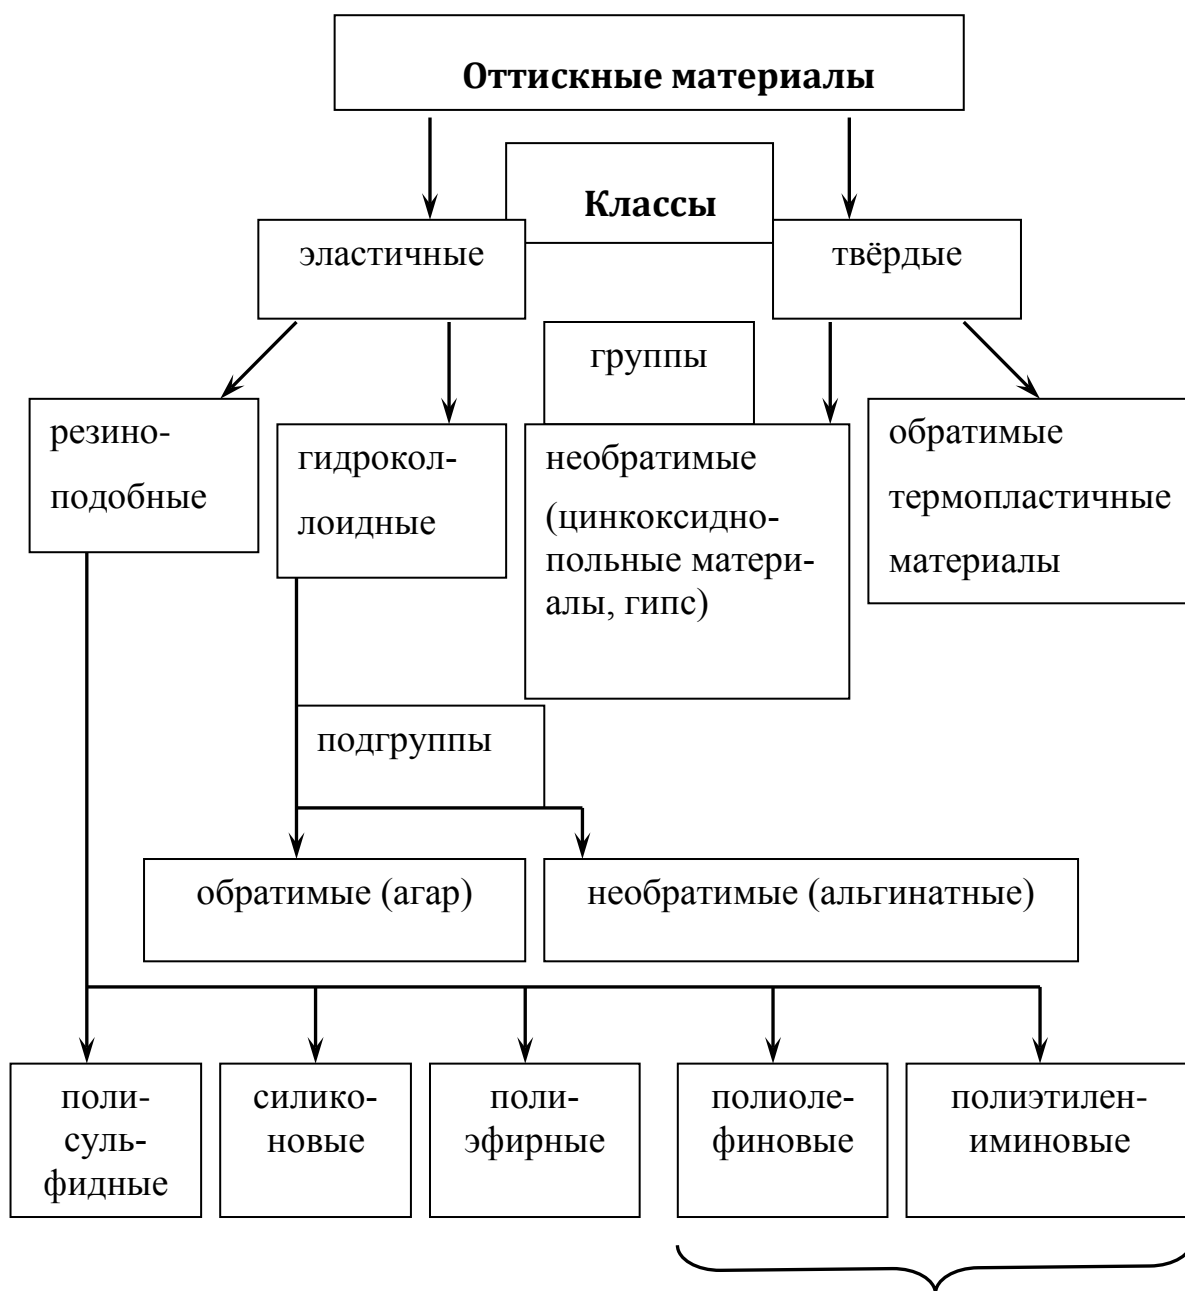 Оттискные материалы
Классы
эластичные
твёрдые
группы
резино-
подобные
гидрокол-
лоидные
необратимые
(цинкоксидно-
польные матери-
алы, гипс)
обратимые
термопластичные
материалы
подгруппы
обратимые (агар)
необратимые (альгинатные)
поли-
суль-
фидные
силико-
новые
поли-
эфирные
полиоле-
финовые
полиэтилен-
иминовые